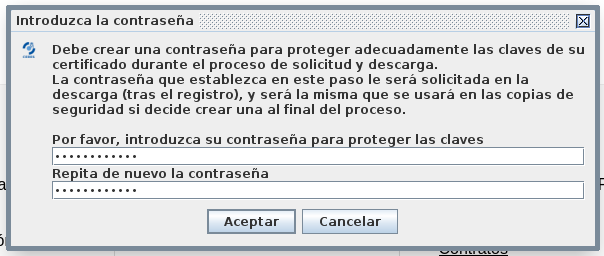 Introduzca la contraseña
Debe crear una contraseña para proteger adecuadamente las claves de su
certificado durante el proceso de solicitud y descarga.
La contraseña que establezca en este paso le será solicitada en la
descarga (tras el registro), y será la misma que se usará en las copias de
seguridad si decide crear una al final del proceso.
Por favor, introduzca su contraseña para proteger las claves
••••••••••••
Repita de nuevo la contraseña
••••••••••••
Aceptar Cancelar
Contratos